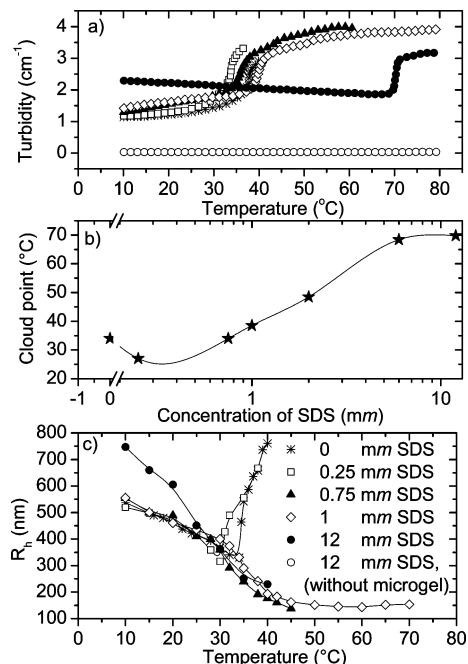 a)
Turbidity (cm⁻¹)
4
3
2
1
0
0 10 20 30 40 50 60 70 80
Temperature (°C)
b)
Cloud point (°C)
70
60
50
40
30
20
-1 0 1 10
Concentration of SDS (mm)
c)
R_h (nm)
800
700
600
500
400
300
200
100
0 mm SDS
0.25 mm SDS
0.75 mm SDS
1 mm SDS
12 mm SDS
12 mm SDS,
(without microgel)
0 10 20 30 40 50 60 70 80
Temperature (°C)